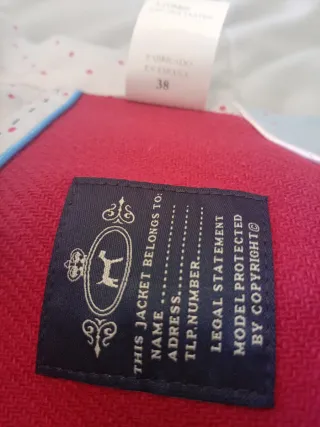 FABRICADO
EN ESPAÑA
38
THIS JACKET BELONGS TO:
NAME ..............
ADRESS..............
TLP.NUMBER............
LEGAL STATEMENT
MODEL PROTECTED
BY COPYRIGHT©